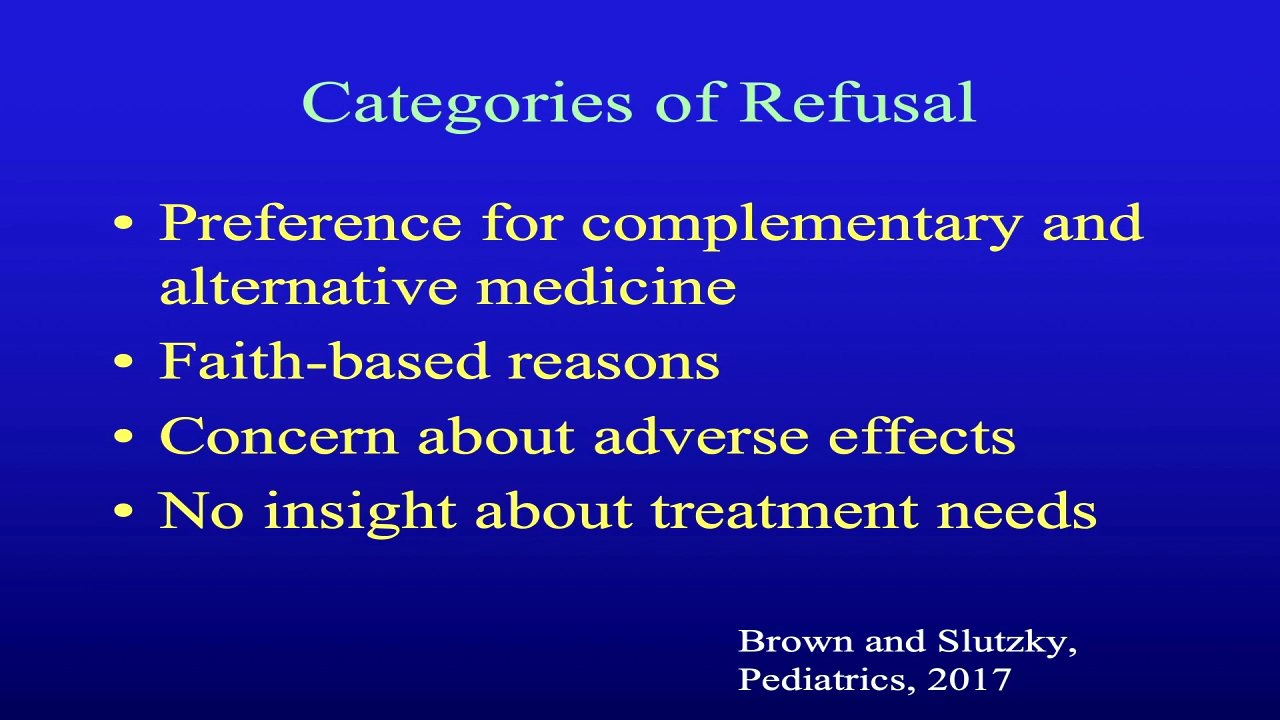 Categories of Refusal
• Preference for complementary and
alternative medicine
• Faith-based reasons
• Concern about adverse effects
• No insight about treatment needs
Brown and Slutzky,
Pediatrics, 2017